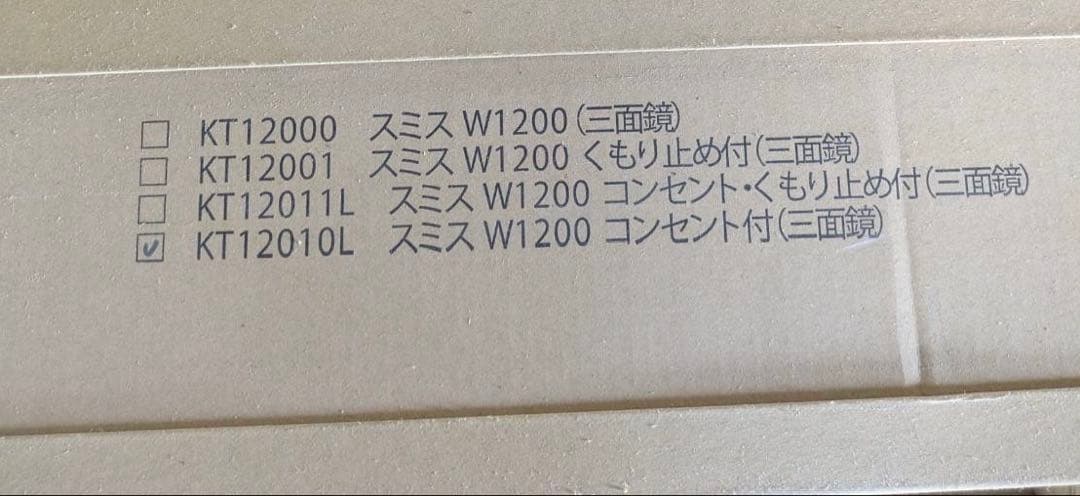 ☐ KT12000 スミス W1200 (三面鏡)
☐ KT12001 スミス W1200 くもり止め付(三面鏡)
☐ KT12011L スミス W1200 コンセント・くもり止め付(三面鏡)
☑ KT12010L スミス W1200 コンセント付(三面鏡)